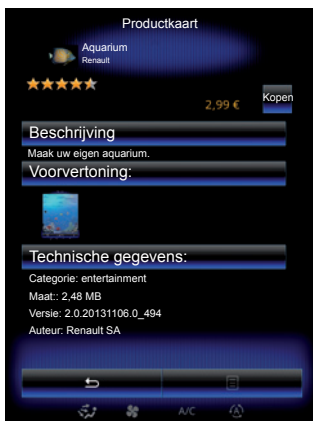 Productkaart
Aquarium
Renault
2,99 €
Kopen
Beschrijving
Maak uw eigen aquarium.
Voorvertoning:
Technische gegevens:
Categorie: entertainment
Maat:: 2,48 MB
Versie: 2.0.20131106.0_494
Auteur: Renault SA
A/C
A